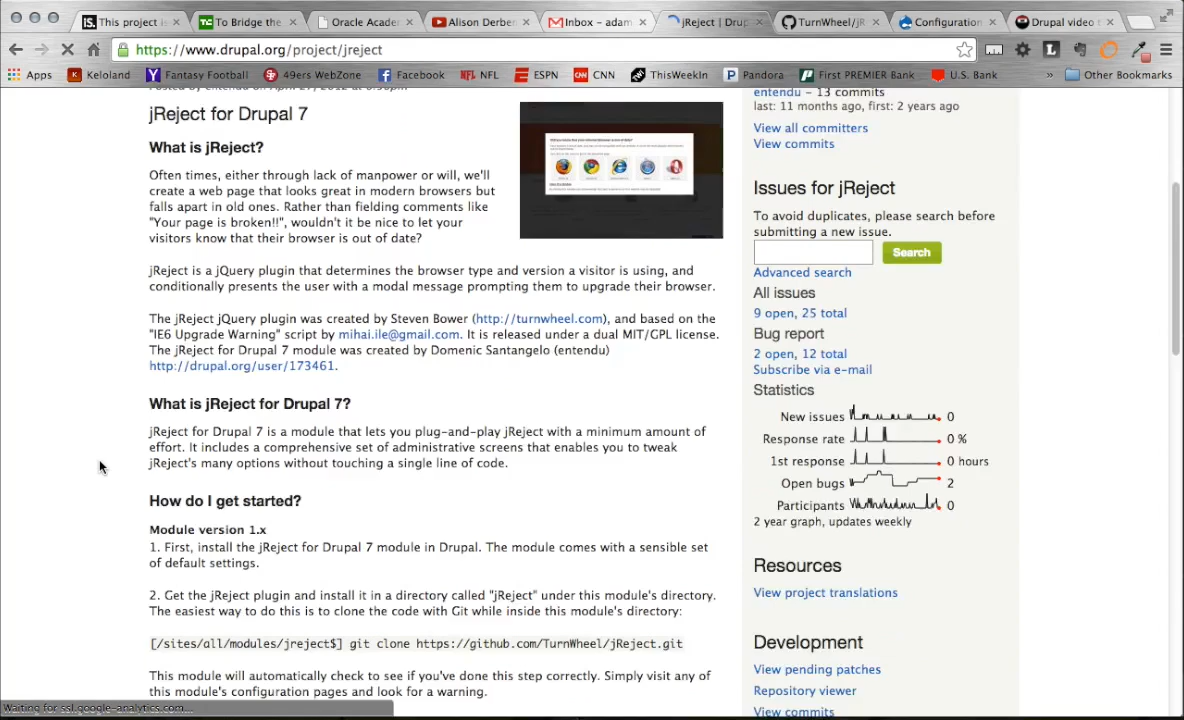 This project is
To Bridge the
Oracle Acader
Alison Derber
Inbox - adam
jReject | Drup
TurnWheel/jR
Configuration
Drupal video t
https://www.drupal.org/project/jreject
Apps
Keloland
Fantasy Football
49ers WebZone
Facebook
NFL
ESPN
CNN
ThisWeekIn
Pandora
First PREMIER Bank
U.S. Bank
»
Other Bookmarks
jReject for Drupal 7
What is jReject?
Often times, either through lack of manpower or will, we'll
create a web page that looks great in modern browsers but
falls apart in old ones. Rather than fielding comments like
"Your page is broken!!", wouldn't it be nice to let your
visitors know that their browser is out of date?
jReject is a jQuery plugin that determines the browser type and version a visitor is using, and
conditionally presents the user with a modal message prompting them to upgrade their browser.
The jReject jQuery plugin was created by Steven Bower (http://turnwheel.com), and based on the
"IE6 Upgrade Warning" script by mihai.ile@gmail.com. It is released under a dual MIT/GPL license.
The jReject for Drupal 7 module was created by Domenic Santangelo (entendu)
http://drupal.org/user/173461.
What is jReject for Drupal 7?
jReject for Drupal 7 is a module that lets you plug-and-play jReject with a minimum amount of
effort. It includes a comprehensive set of administrative screens that enables you to tweak
jReject's many options without touching a single line of code.
How do I get started?
Module version 1.x
1. First, install the jReject for Drupal 7 module in Drupal. The module comes with a sensible set
of default settings.
2. Get the jReject plugin and install it in a directory called "jReject" under this module's directory.
The easiest way to do this is to clone the code with Git while inside this module's directory:
[/sites/all/modules/jreject$] git clone https://github.com/TurnWheel/jReject.git
This module will automatically check to see if you've done this step correctly. Simply visit any of
this module's configuration pages and look for a warning.
entendu - 13 commits
last: 11 months ago, first: 2 years ago
View all committers
View commits
Issues for jReject
To avoid duplicates, please search before
submitting a new issue.
Search
Advanced search
All issues
9 open, 25 total
Bug report
2 open, 12 total
Subscribe via e-mail
Statistics
New issues 0
Response rate 0 %
1st response 0 hours
Open bugs 2
Participants 0
2 year graph, updates weekly
Resources
View project translations
Development
View pending patches
Repository viewer
View commits
Waiting for ssl.google-analytics.com...